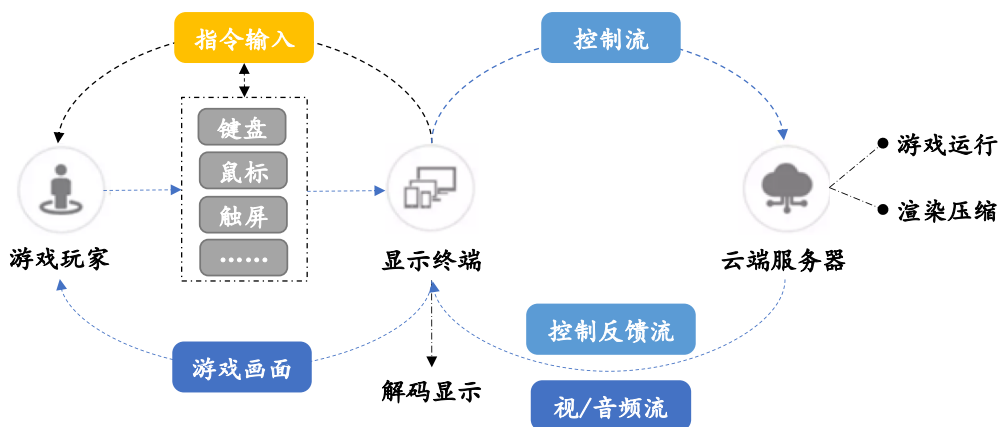 指令输入
控制流
键盘
鼠标
触屏
......
游戏玩家
显示终端
云端服务器
游戏运行
渲染压缩
控制反馈流
游戏画面
解码显示
视/音频流